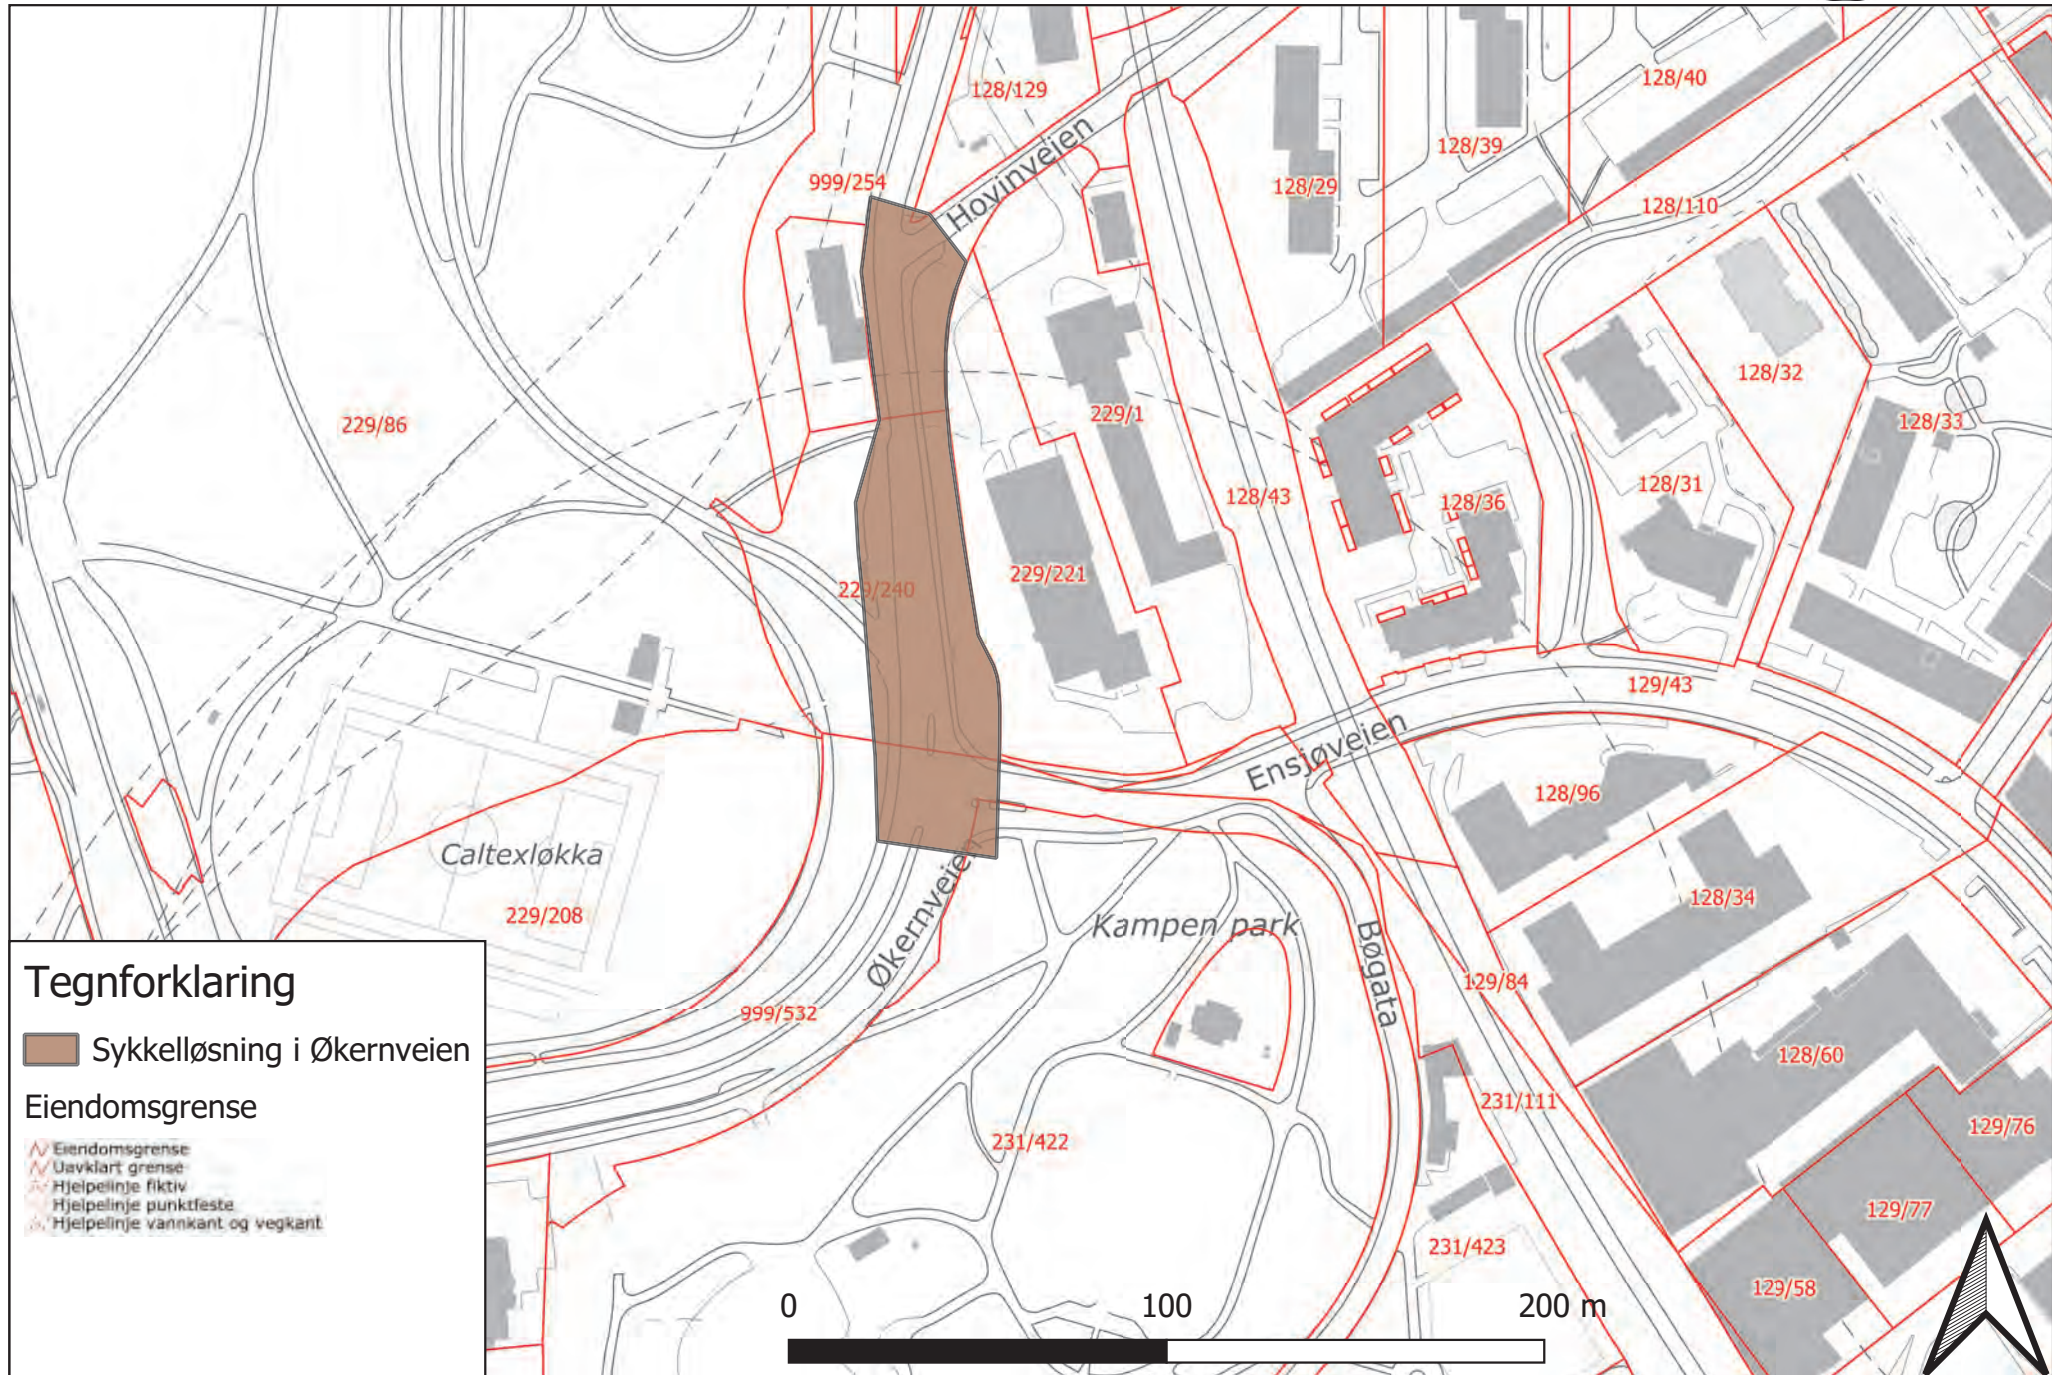 128/129
128/40
128/39
Hovinveien
999/254
128/29
128/110
128/32
229/86
229/1
128/33
128/43
128/36
128/31
229/221
229/240
129/43
Ensjøveien
128/96
Caltexløkka
229/208
Økernveien
Kampen park
Bøgata
128/34
129/84
999/532
128/60
231/111
129/76
231/422
129/77
231/423
129/58
Tegnforklaring
Sykkelløsning i Økernveien
Eiendomsgrense
Eiendomsgrense
Uavklart grense
Hjelpelinje fiktiv
Hjelpelinje punktfeste
Hjelpelinje vannkant og vegkant
0 100 200 m